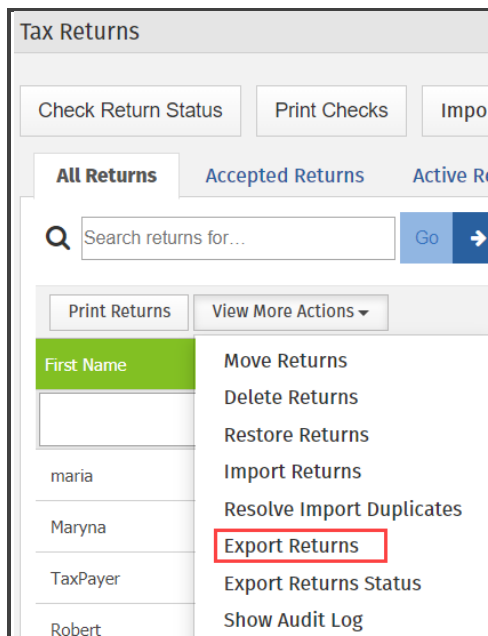 Tax Returns
Check Return Status Print Checks Impo
All Returns Accepted Returns Active Re
Search returns for... Go
Print Returns View More Actions
First Name Move Returns
Delete Returns
Restore Returns
maria Import Returns
Resolve Import Duplicates
Maryna Export Returns
TaxPayer Export Returns Status
Robert Show Audit Log